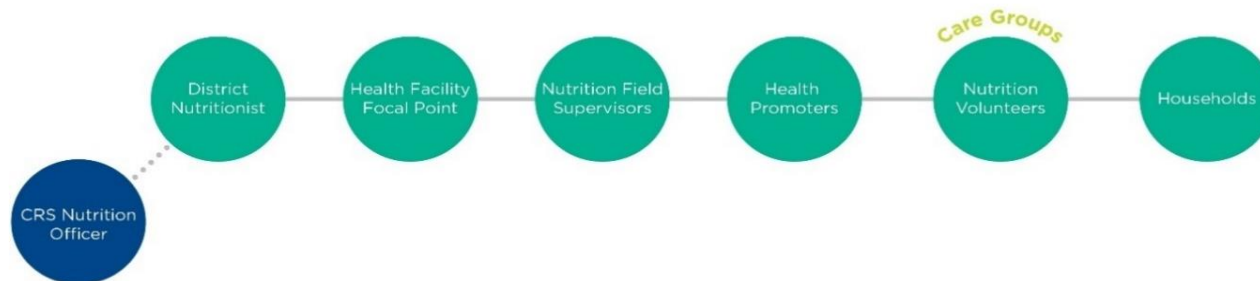 Care Groups
District
Nutritionist
Health Facility
Focal Point
Nutrition Field
Supervisors
Health
Promoters
Nutrition
Volunteers
Households
CRS Nutrition
Officer